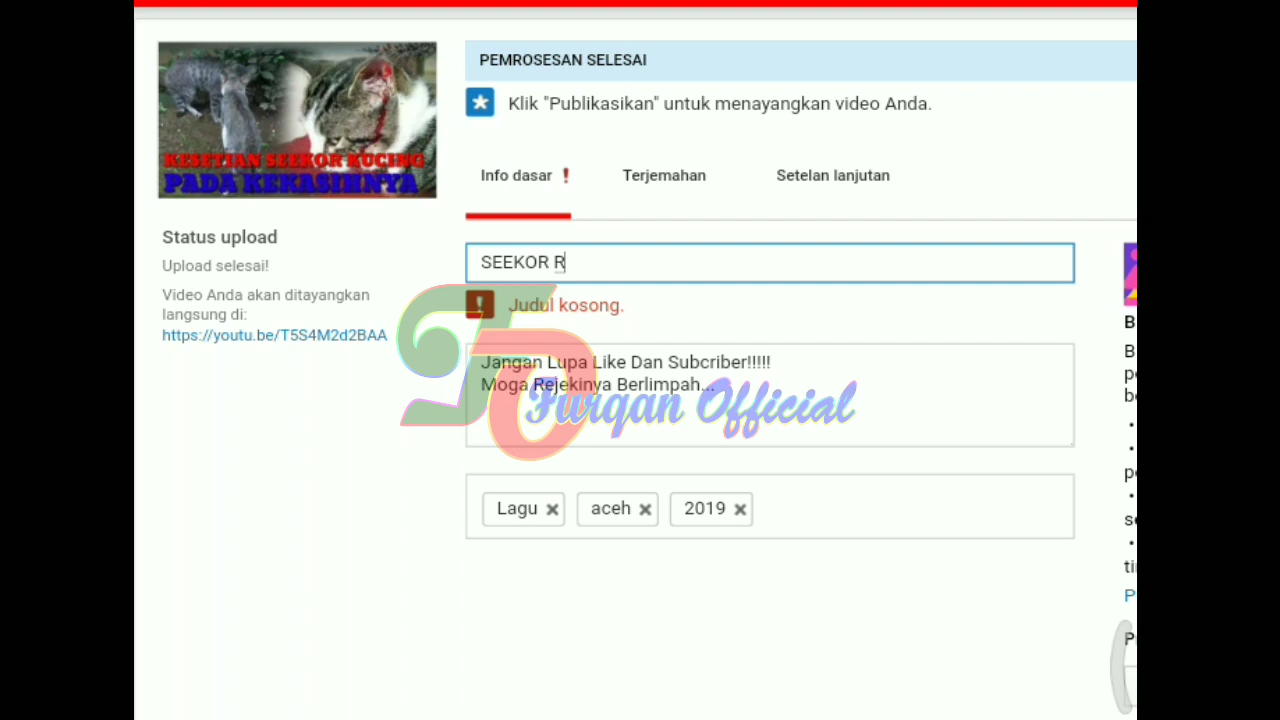 PEMROSESAN SELESAI
Klik "Publikasikan" untuk menayangkan video Anda.
KESETIAN SEEKOR KUCING
PADA KEKASIHNYA
Info dasar
Terjemahan
Setelan lanjutan
Status upload
Upload selesai!
Video Anda akan ditayangkan
langsung di:
https://youtu.be/T5S4M2d2BAA
SEEKOR R
Judul kosong.
Jangan Lupa Like Dan Subcriber!!!!!
Moga Rejekinya Berlimpah...
Furqan Official
Lagu
aceh
2019